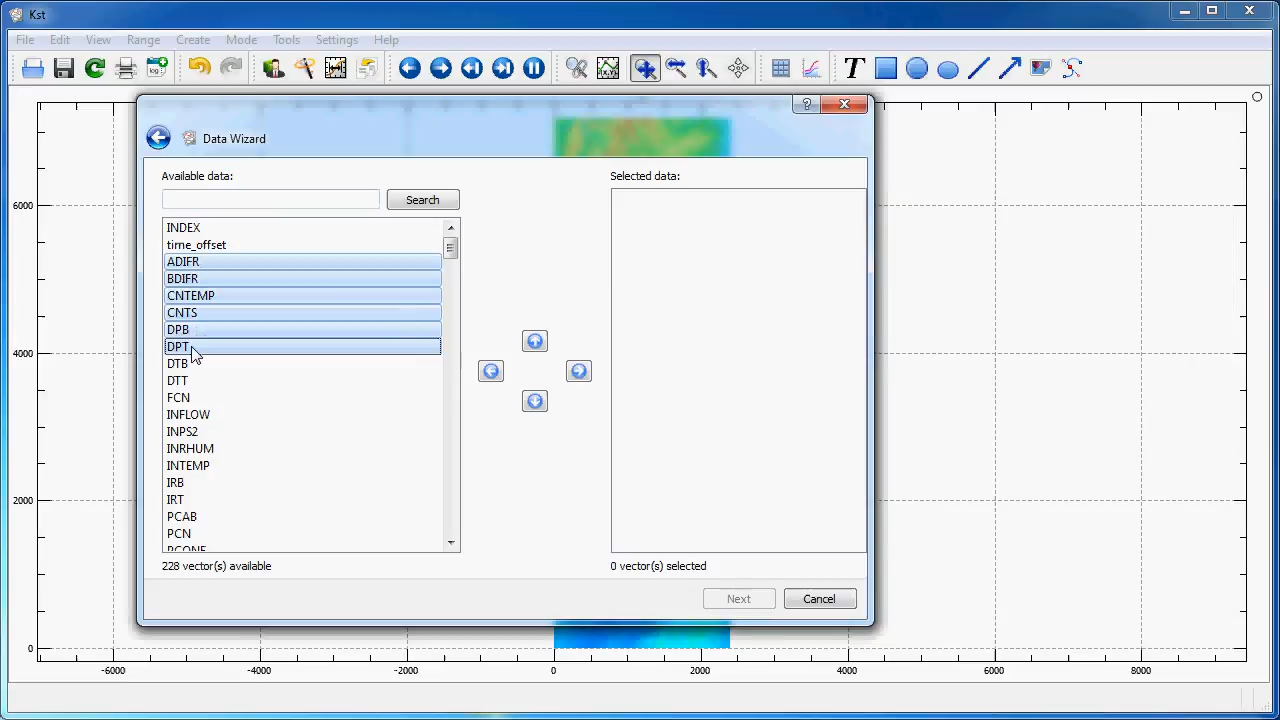 Kst
File Edit View Range Create Mode Tools Settings Help
log:
T
Data Wizard
Available data:
Selected data:
Search
INDEX
time_offset
ADIFR
BDIFR
CNTEMP
CNTS
DPB
DPT
DTB
DTT
FCN
INFLOW
INPS2
INRHUM
INTEMP
IRB
IRT
PCAB
PCN
PCONE
228 vector(s) available
0 vector(s) selected
Next
Cancel
6000
4000
2000
0
-6000 -4000 -2000 0 2000 4000 6000 8000